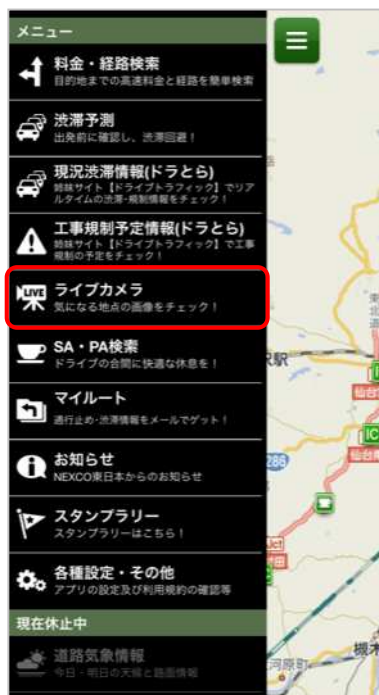 メニュー
料金・経路検索
目的地までの高速料金と経路を簡単検索
渋滞予測
出発前に確認し、渋滞回避！
現況渋滞情報(ドラとら)
姉妹サイト【ドライブトラフィック】でリア
ルタイムの渋滞・規制情報をチェック！
工事規制予定情報(ドラとら)
姉妹サイト【ドライブトラフィック】で工事
規制の予定をチェック！
LIVE
ライブカメラ
気になる地点の画像をチェック！
SA・PA検索
ドライブの合間に快適な休息を！
マイルート
通行止め・渋滞情報をメールでゲット！
お知らせ
NEXCO東日本からのお知らせ
スタンプラリー
スタンプラリーはこちら！
各種設定・その他
アプリの設定及び利用規約の確認等
現在休止中
道路気象情報
今日・明日の天候と路面情報
東北道
沢駅
仙台
IC
仙台南
286
Jct
田
河原町
槻木